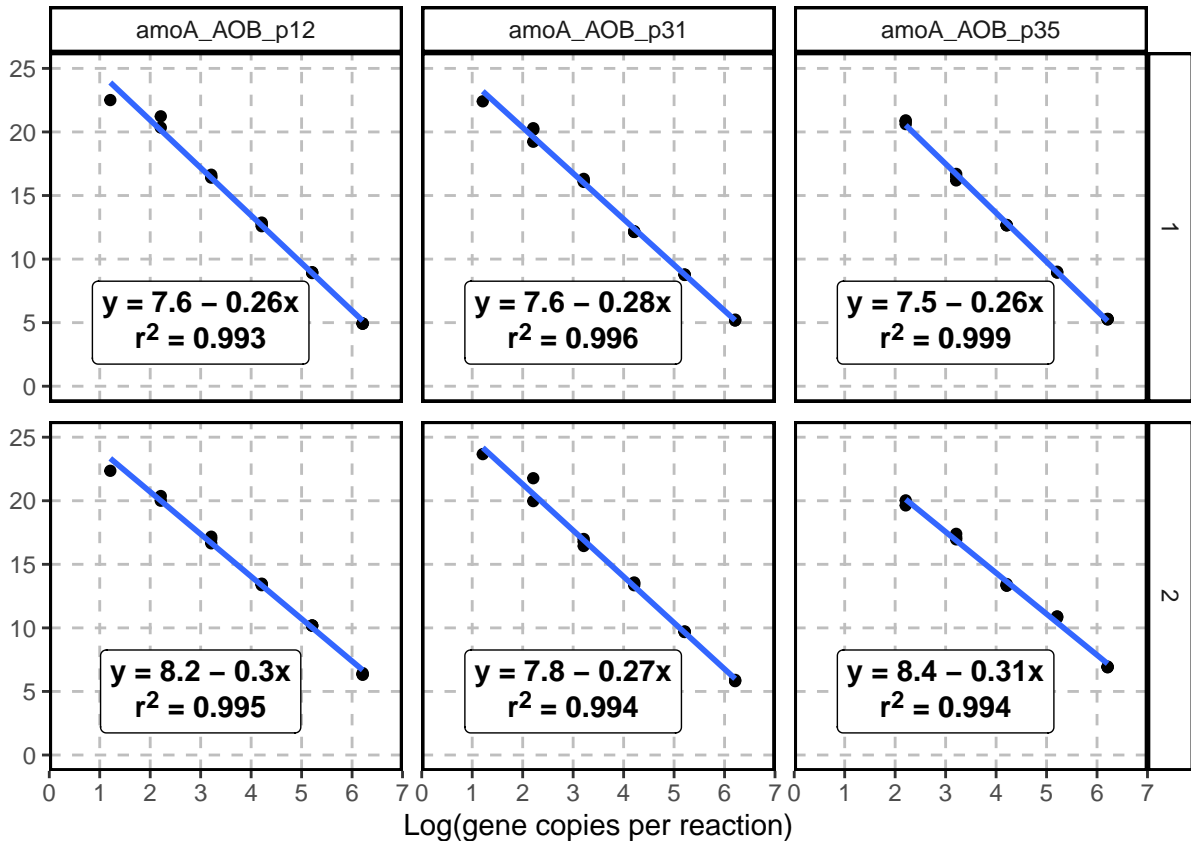 amoA_AOB_p12 amoA_AOB_p31 amoA_AOB_p35
25
20
15
10
5
0
y = 7.6 − 0.26x
r² = 0.993
y = 7.6 − 0.28x
r² = 0.996
y = 7.5 − 0.26x
r² = 0.999
1
25
20
15
10
5
0
y = 8.2 − 0.3x
r² = 0.995
y = 7.8 − 0.27x
r² = 0.994
y = 8.4 − 0.31x
r² = 0.994
2
0 1 2 3 4 5 6 7 0 1 2 3 4 5 6 7 0 1 2 3 4 5 6 7
Log(gene copies per reaction)